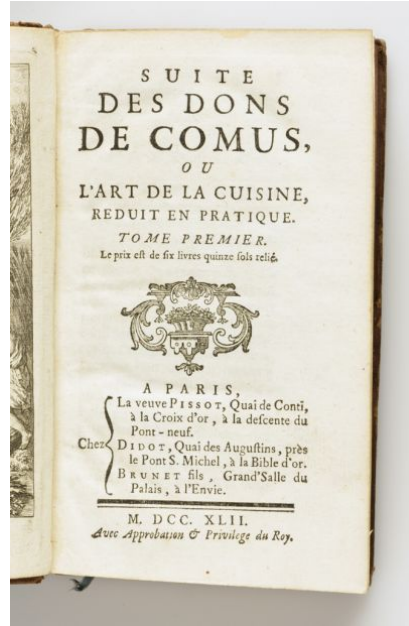 SUITE
DES DONS
DE COMUS,
OU
L'ART DE LA CUISINE,
REDUIT EN PRATIQUE.
TOME PREMIER.
Le prix eſt de ſix livres quinze ſols relié.
A PARIS,
La veuve PISSOT, Quai de Conti,
à la Croix d'or, à la deſcente du
Pont-neuf.
Chez DIDOT, Quai des Auguſtins, près
le Pont S. Michel, à la Bible d'or.
BRUNET fils, Grand'Salle du
Palais, à l'Envie.
M. DCC. XLII.
Avec Approbation & Privilege du Roy.